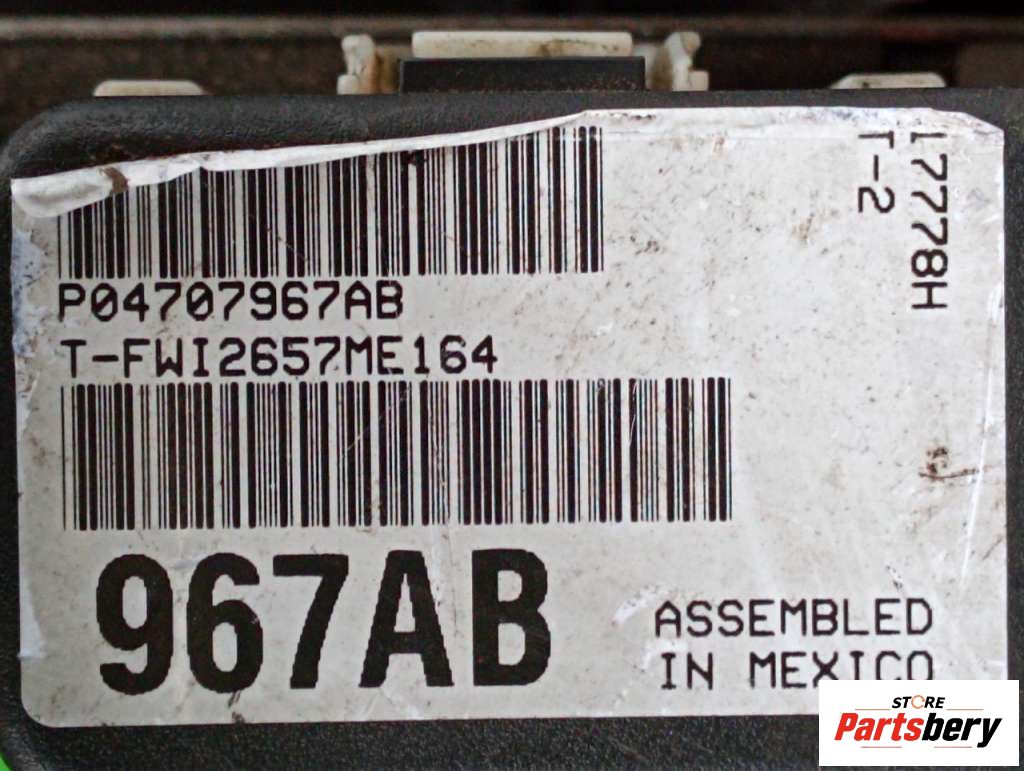 P04707967AB
T-FWI2657ME164
967AB
ASSEMBLED
IN MEXICO
17778H
T-2
STORE
Partsbery